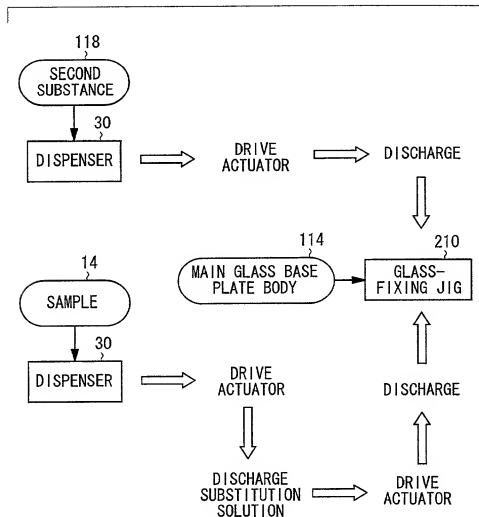 118
SECOND
SUBSTANCE
30
DISPENSER
DRIVE
ACTUATOR
DISCHARGE
114
MAIN GLASS BASE
PLATE BODY
210
GLASS-
FIXING JIG
14
SAMPLE
30
DISPENSER
DRIVE
ACTUATOR
DISCHARGE
DISCHARGE
SUBSTITUTION
SOLUTION
DRIVE
ACTUATOR